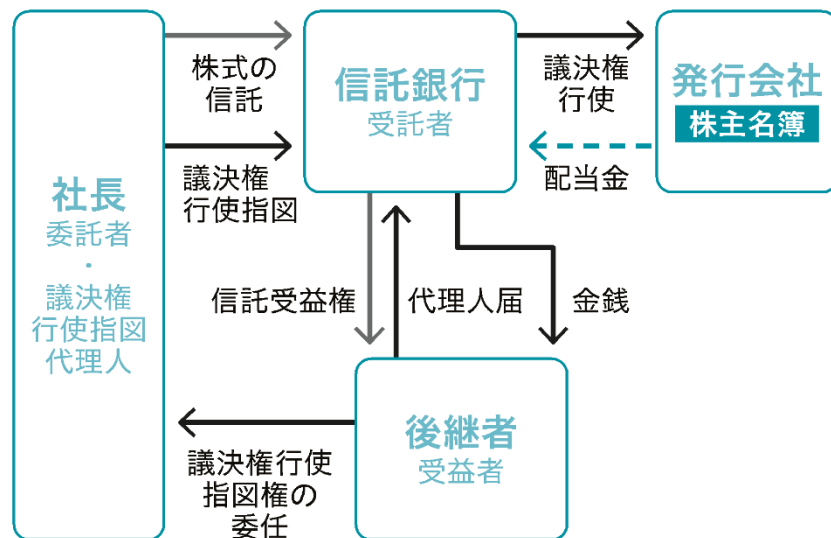 株式の
信託
信託銀行
受託者
議決権
行使
発行会社
株主名簿
配当金
議決権
行使指図
社長
委託者
・
議決権
行使指図
代理人
信託受益権
代理人届
金銭
後継者
受益者
議決権行使
指図権の
委任